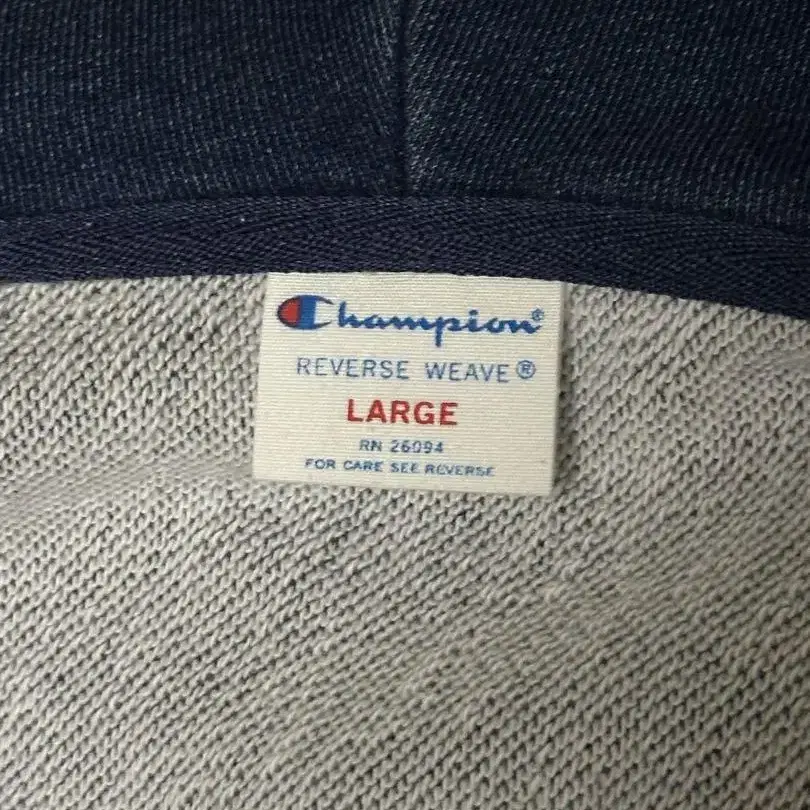 Champion®
REVERSE WEAVE®
LARGE
RN 26094
FOR CARE SEE REVERSE